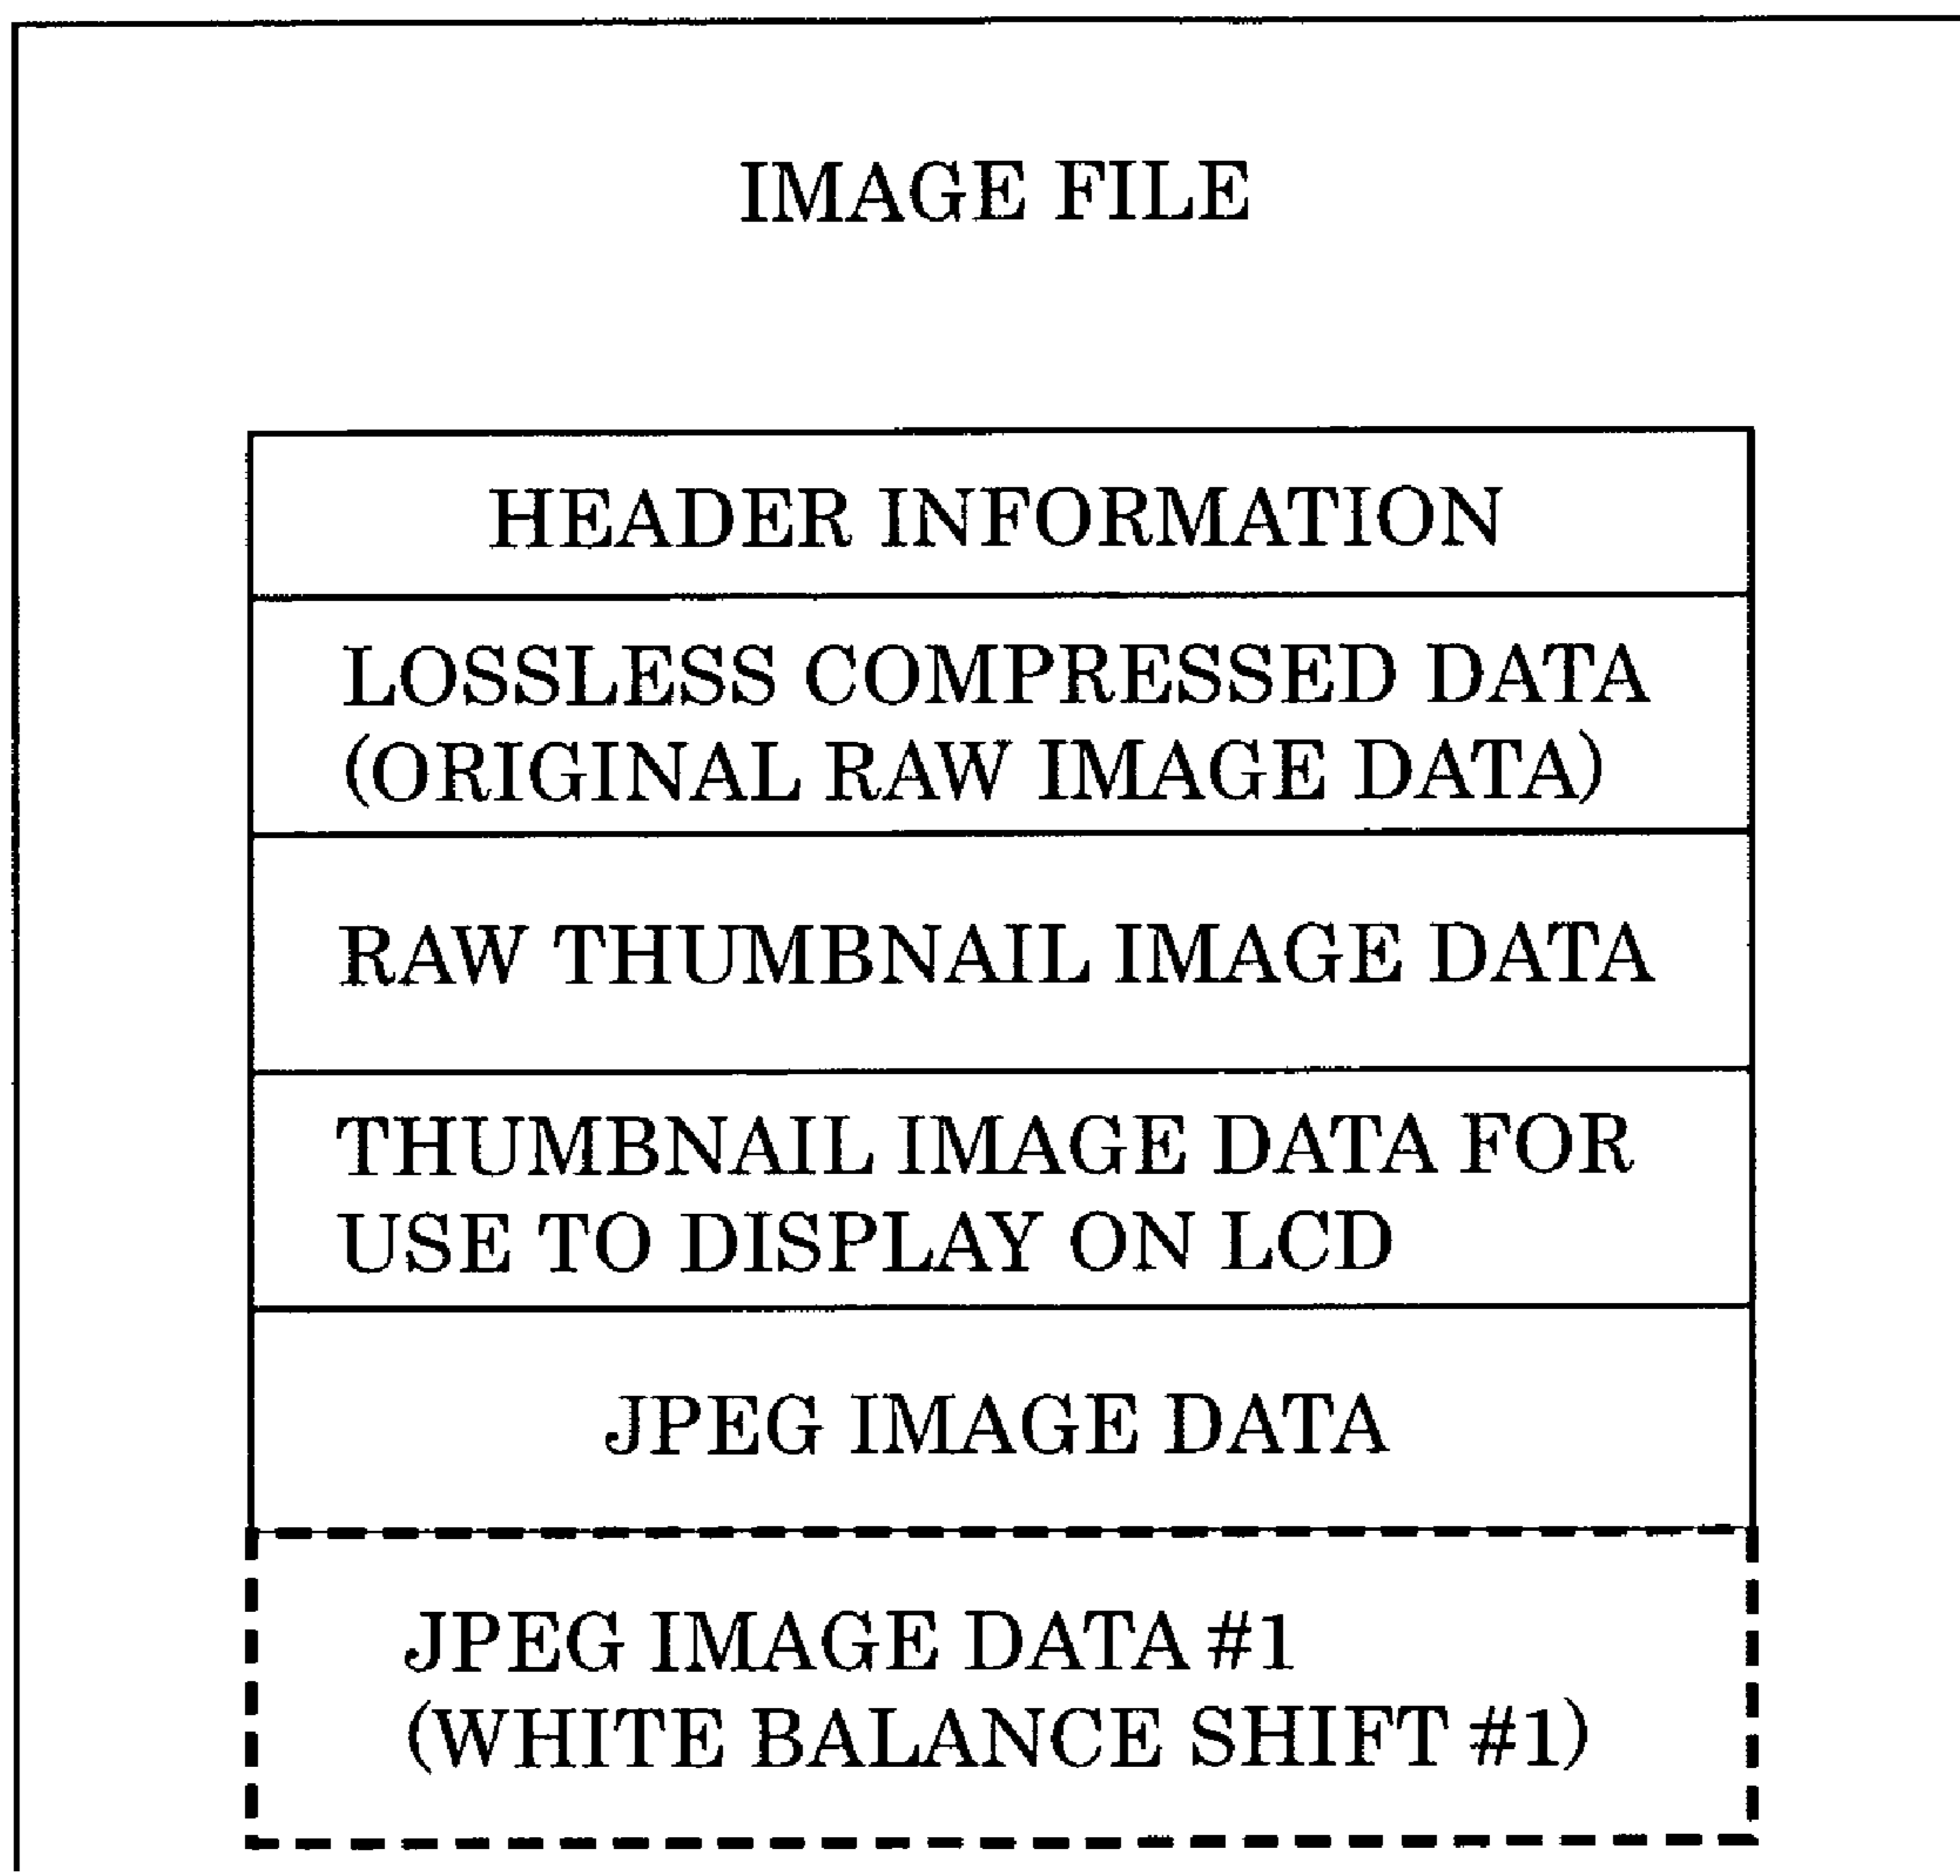 IMAGE FILE
HEADER INFORMATION
LOSSLESS COMPRESSED DATA
(ORIGINAL RAW IMAGE DATA)
RAW THUMBNAIL IMAGE DATA
THUMBNAIL IMAGE DATA FOR
USE TO DISPLAY ON LCD
JPEG IMAGE DATA
JPEG IMAGE DATA #1
(WHITE BALANCE SHIFT #1)